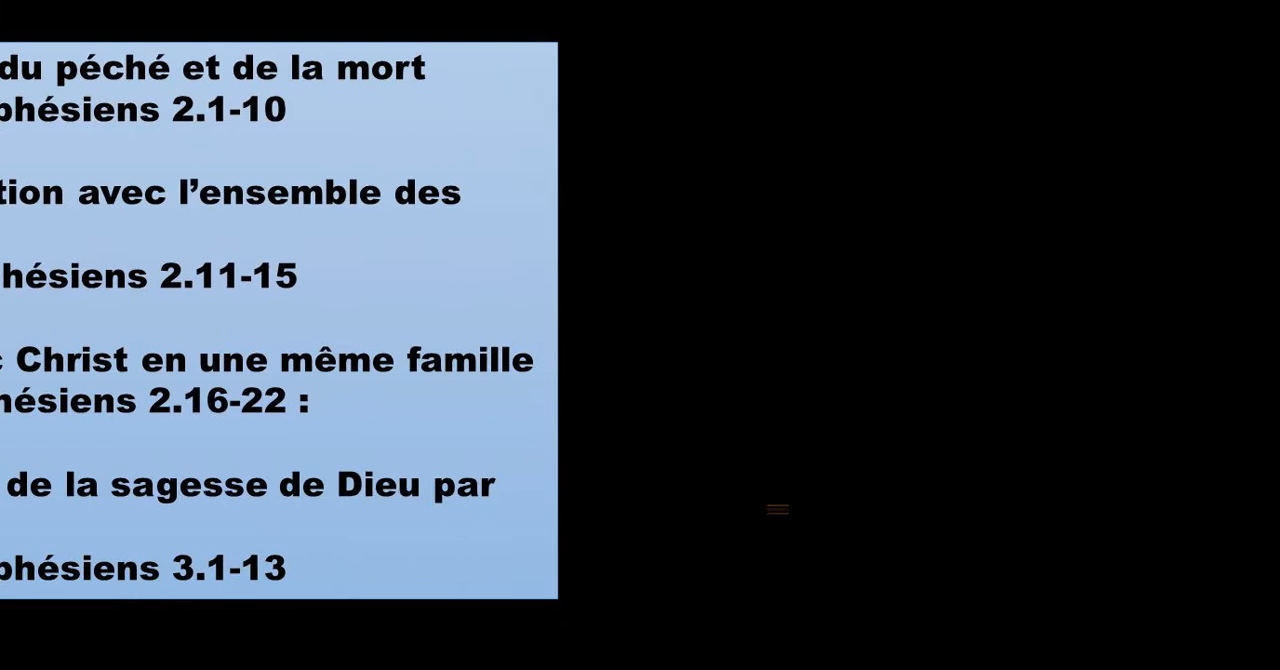 du péché et de la mort
phésiens 2.1-10
tion avec l’ensemble des
hésiens 2.11-15
c Christ en une même famille
hésiens 2.16-22 :
de la sagesse de Dieu par
phésiens 3.1-13